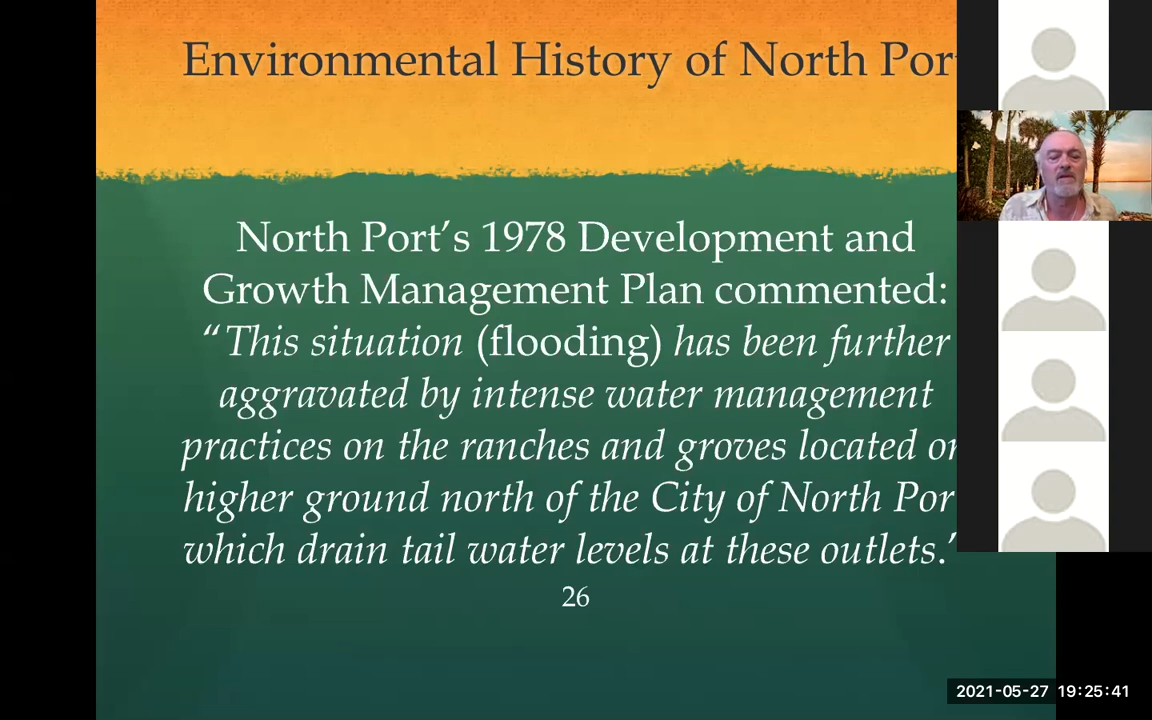 Environmental History of North Por
North Port’s 1978 Development and
Growth Management Plan commented:
“This situation (flooding) has been further
aggravated by intense water management
practices on the ranches and groves located on
higher ground north of the City of North Por
which drain tail water levels at these outlets.”
26
2021-05-27 19:25:41